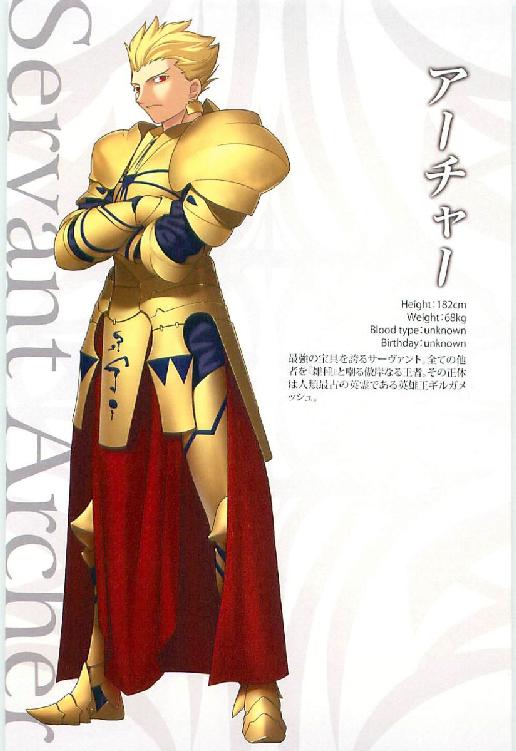 Servant Archer
アーチャー
Height：182cm
Weight：68kg
Blood type：unknown
Birthday：unknown
最強の宝具を誇るサーヴァント。全ての他
者を『雑種』と嘲る傲岸なる王者。その正体
は人類最古の英霊である英雄王ギルガメ
ッシュ。